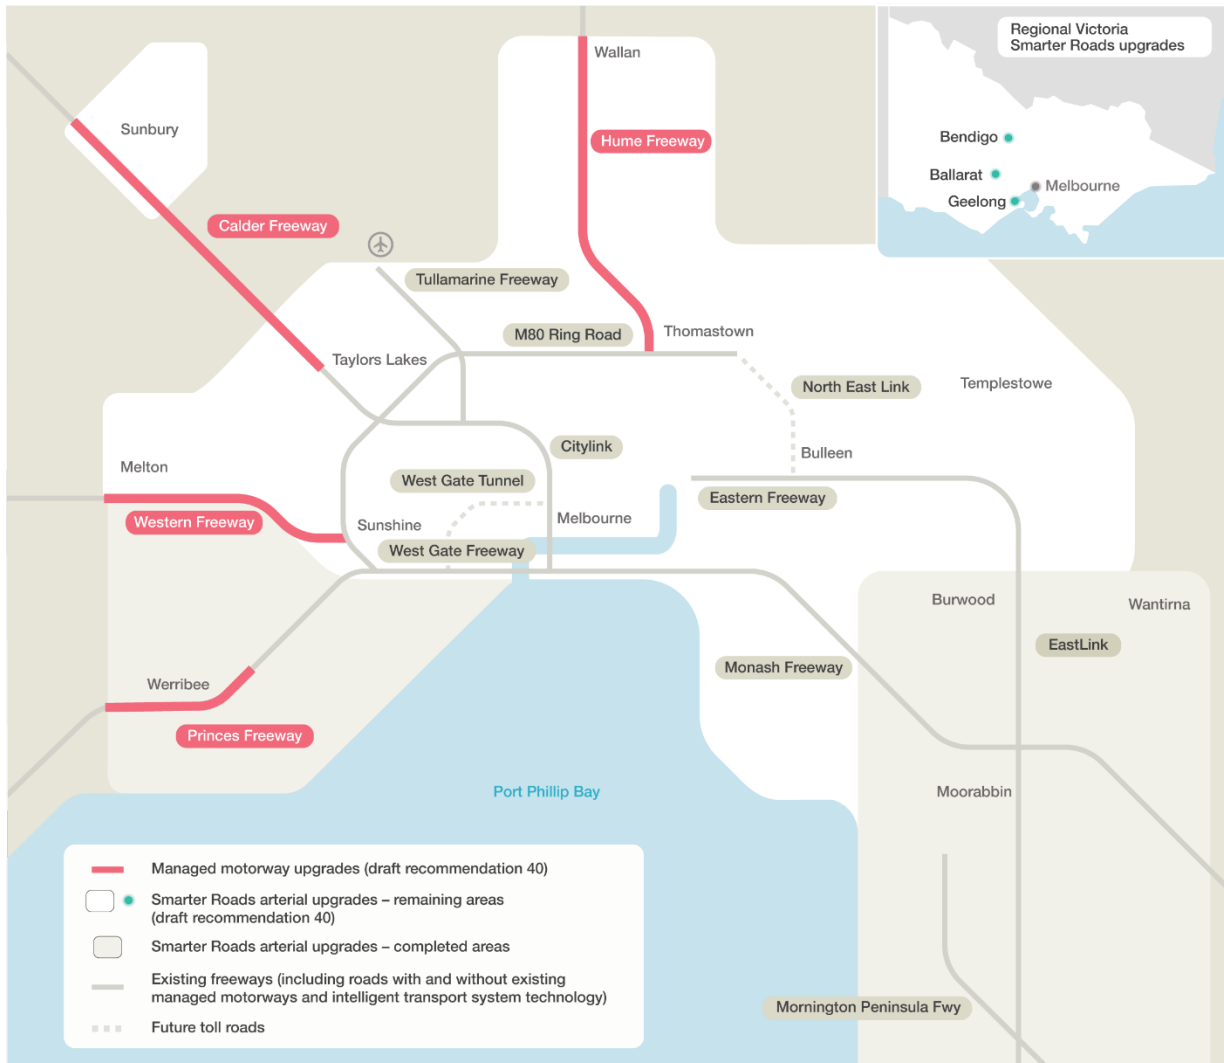 Regional Victoria
Smarter Roads upgrades
Wallan
Sunbury
Hume Freeway
Bendigo
Ballarat
Melbourne
Geelong
Calder Freeway
Tullamarine Freeway
M80 Ring Road
Thomastown
Taylors Lakes
North East Link
Templestowe
Citylink
Bulleen
Melton
West Gate Tunnel
Eastern Freeway
Western Freeway
Sunshine
Melbourne
West Gate Freeway
Burwood
Wantirna
EastLink
Monash Freeway
Werribee
Princes Freeway
Port Phillip Bay
Moorabbin
Managed motorway upgrades (draft recommendation 40)
Smarter Roads arterial upgrades – remaining areas
(draft recommendation 40)
Smarter Roads arterial upgrades – completed areas
Existing freeways (including roads with and without existing
managed motorways and intelligent transport system technology)
Future toll roads
Mornington Peninsula Fwy